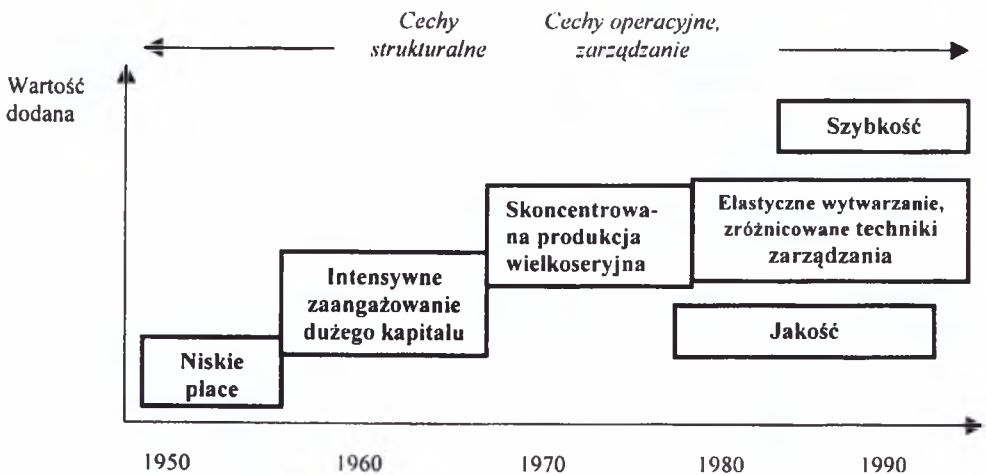 Cechy
strukturalne
Cechy operacyjne,
zarządzanie
Wartość
dodana
Szybkość
Skoncentrowa-
na produkcja
wielkoseryjna
Elastyczne wytwarzanie,
zróżnicowane techniki
zarządzania
Intensywne
zaangażowanie
dużego kapitału
Jakość
Niskie
płace
1950
1960
1970
1980
1990